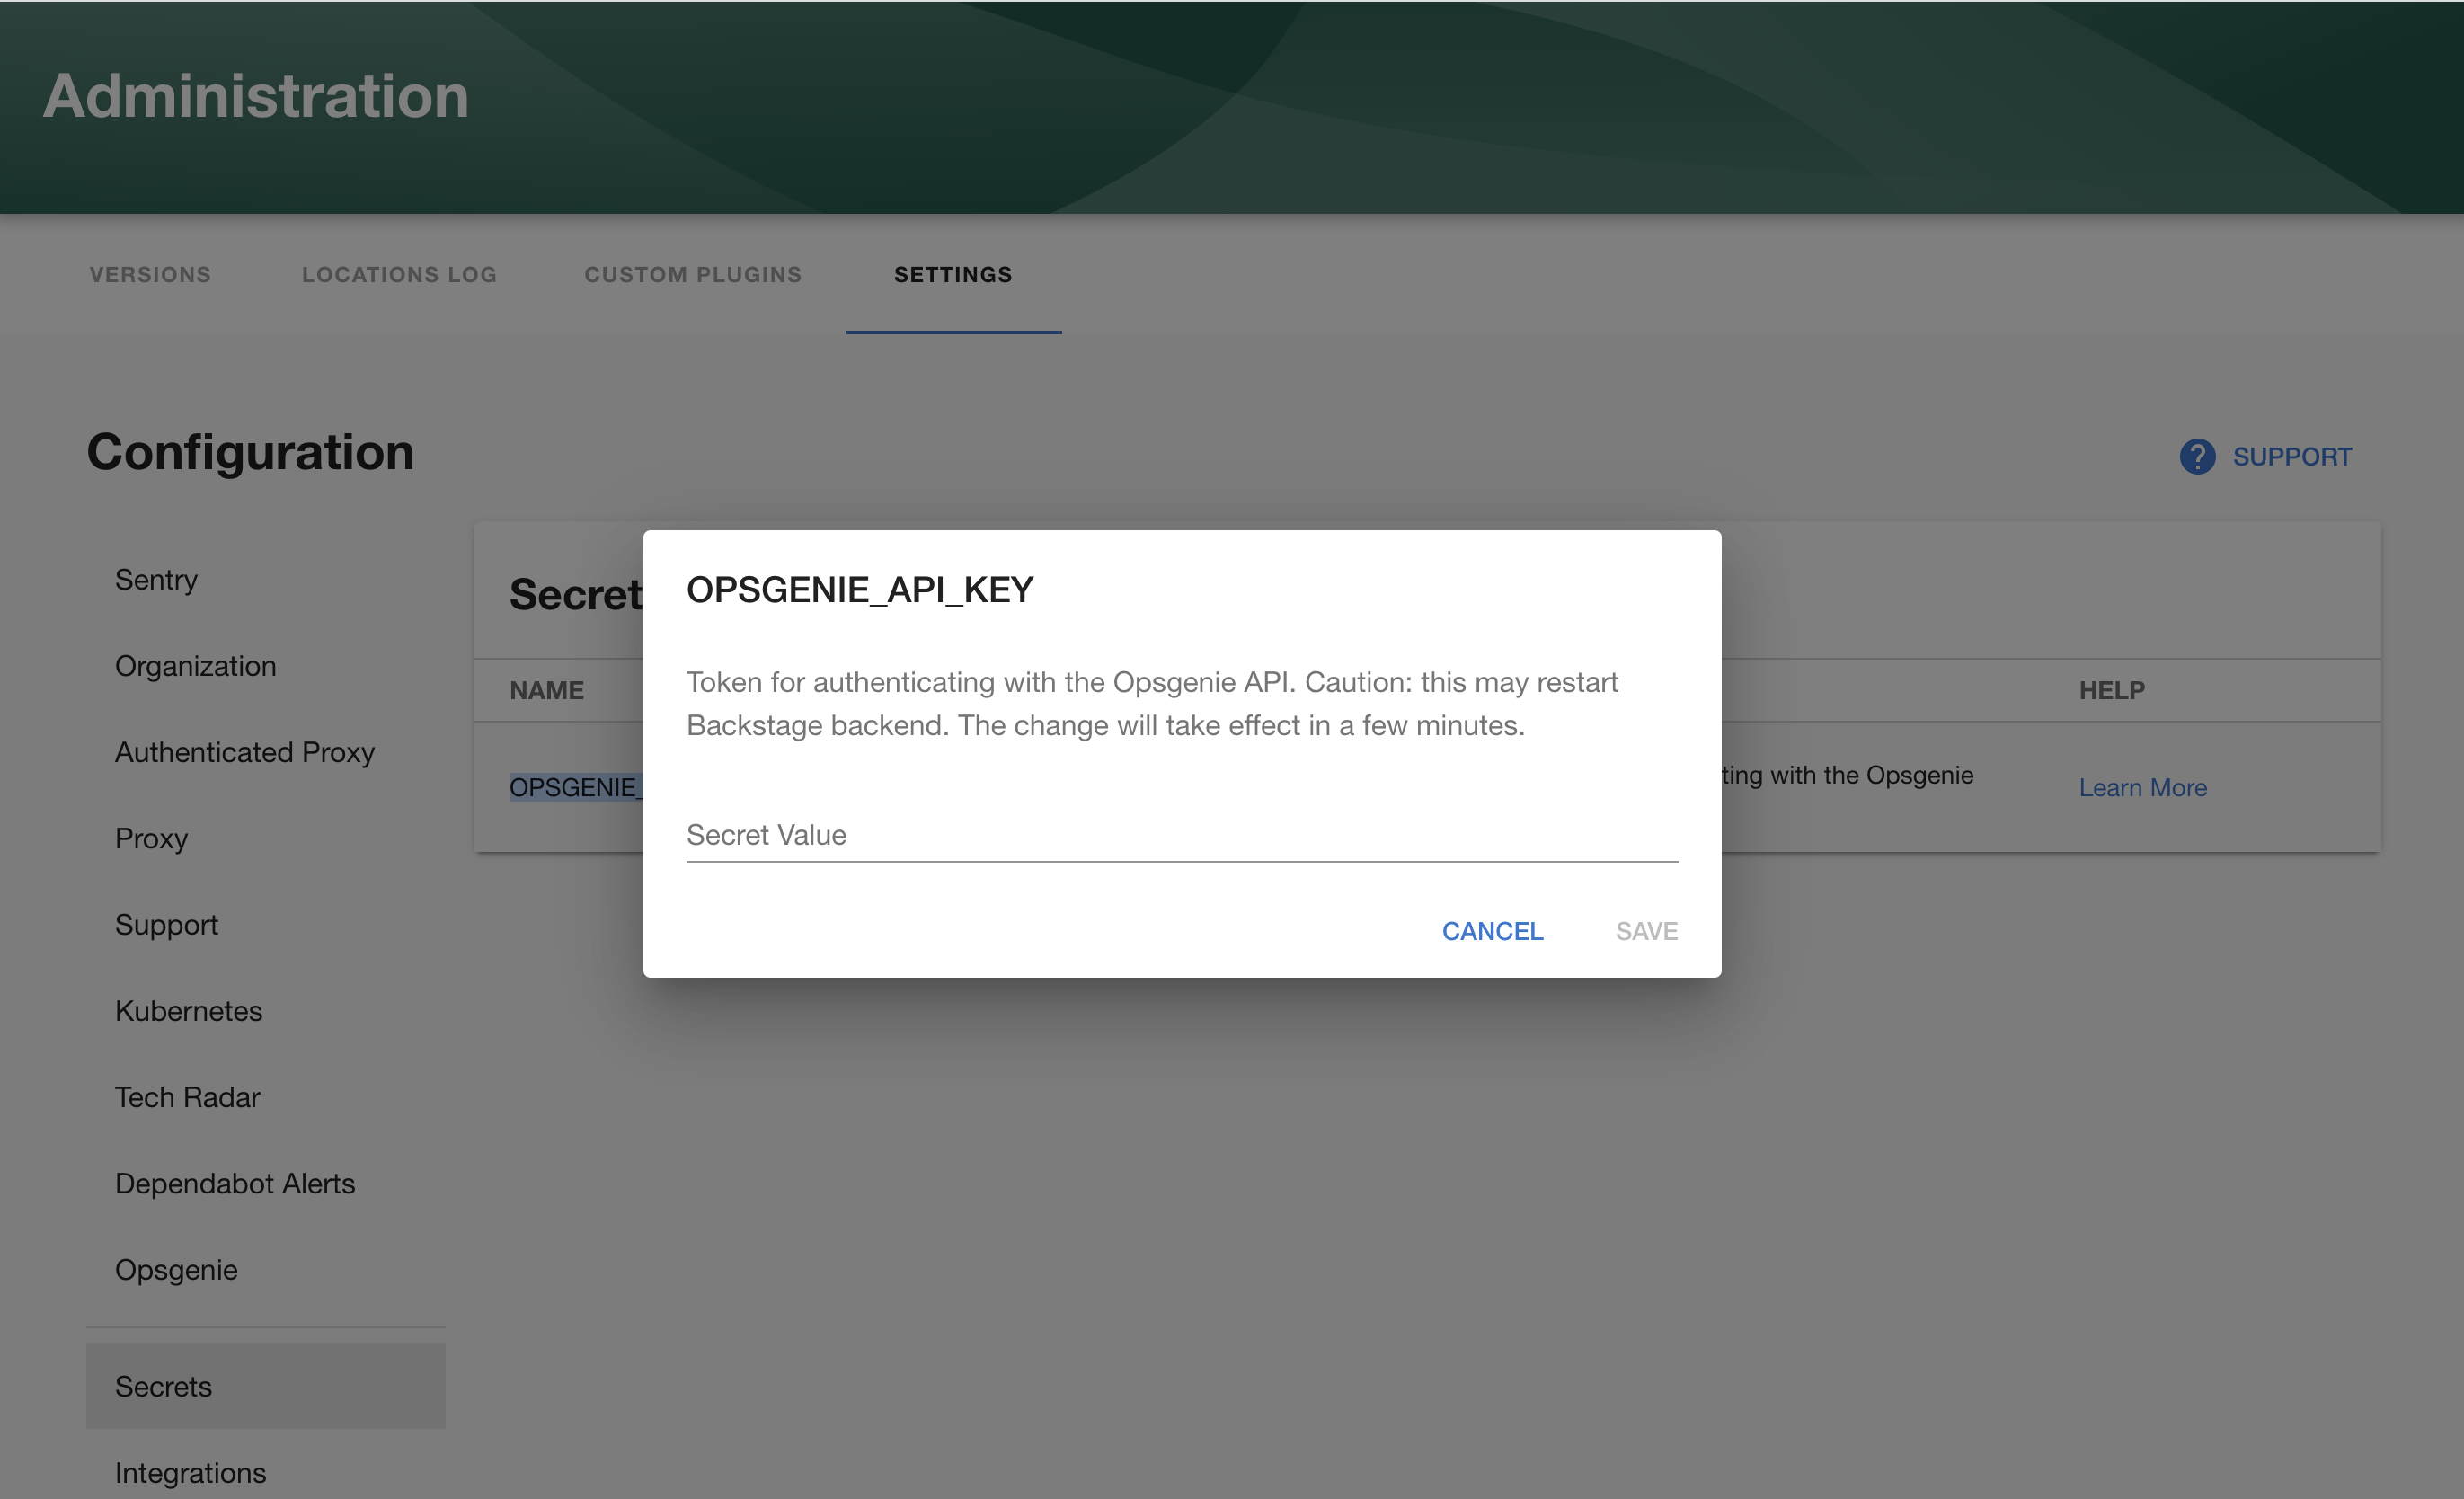 Administration
VERSIONS
LOCATIONS LOG
CUSTOM PLUGINS
SETTINGS
Configuration
SUPPORT
Sentry
Organization
Authenticated Proxy
Proxy
Support
Kubernetes
Tech Radar
Dependabot Alerts
Opsgenie
Secrets
Integrations
Secret
NAME
HELP
OPSGENIE_
ting with the Opsgenie
Learn More
OPSGENIE_API_KEY
Token for authenticating with the Opsgenie API. Caution: this may restart
Backstage backend. The change will take effect in a few minutes.
Secret Value
CANCEL
SAVE